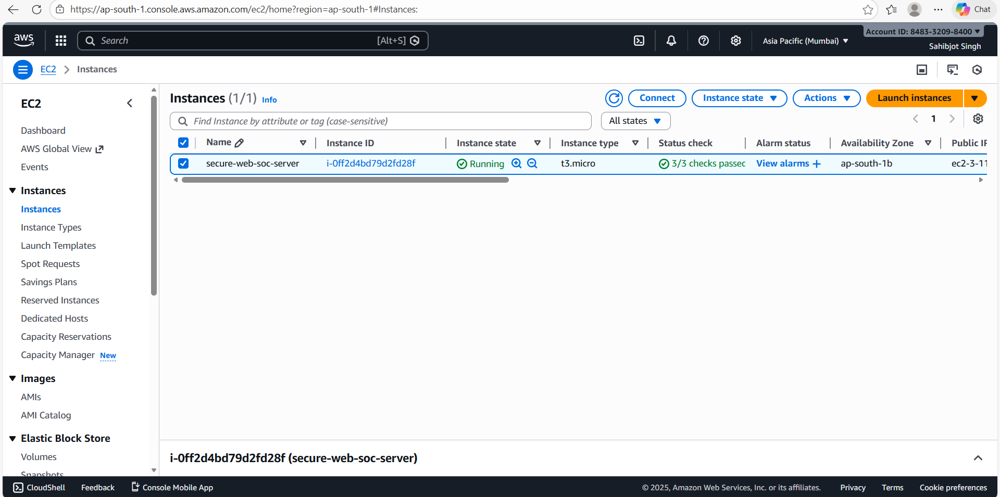 https://ap-south-1.console.aws.amazon.com/ec2/home?region=ap-south-1#Instances:
Chat
aws
Search
[Alt+S]
Asia Pacific (Mumbai)
Account ID: 8483-3209-8400
Sahibjot Singh
EC2
Instances
EC2
Dashboard
AWS Global View
Events
Instances
Instances
Instance Types
Launch Templates
Spot Requests
Savings Plans
Reserved Instances
Dedicated Hosts
Capacity Reservations
Capacity Manager New
Images
AMIs
AMI Catalog
Elastic Block Store
Volumes
Snapshots
Instances (1/1) Info
Connect
Instance state
Actions
Launch instances
Find Instance by attribute or tag (case-sensitive)
All states
1
Name Instance ID Instance state Instance type Status check Alarm status Availability Zone Public IP
secure-web-soc-server i-0ff2d4bd79d2fd28f Running t3.micro 3/3 checks passed View alarms + ap-south-1b ec2-3-11
i-0ff2d4bd79d2fd28f (secure-web-soc-server)
CloudShell Feedback Console Mobile App © 2025, Amazon Web Services, Inc. or its affiliates. Privacy Terms Cookie preferences